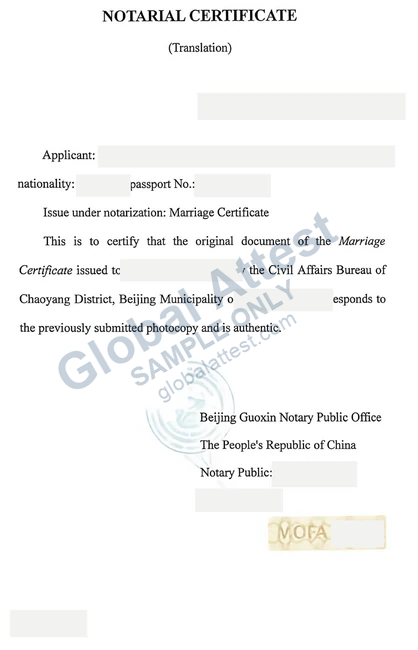 NOTARIAL CERTIFICATE
(Translation)
Applicant:
nationality: passport No.:
Issue under notarization: Marriage Certificate
This is to certify that the original document of the Marriage
Certificate issued to the Civil Affairs Bureau of
Chaoyang District, Beijing Municipality o esponds to
the previously submitted photocopy and is authentic.
Global Attest
SAMPLE ONLY
globalattest.com
Beijing Guoxin Notary Public Office
The People's Republic of China
Notary Public:
MOFA